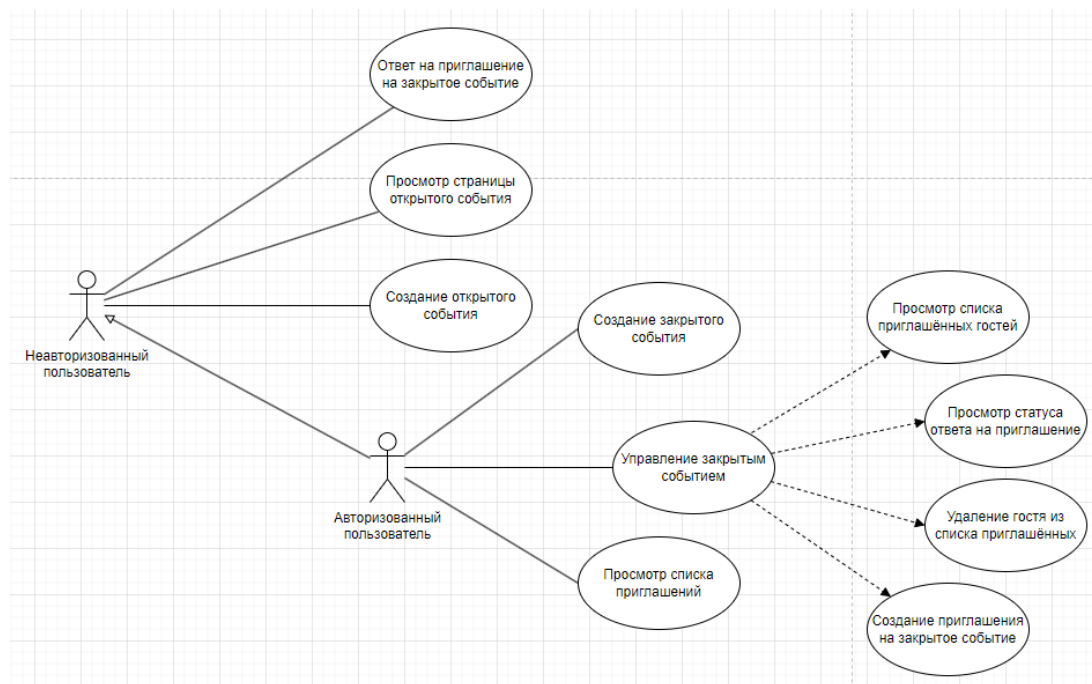 Ответ на приглашение
на закрытое событие
Просмотр страницы
открытого события
Создание открытого
события
Неавторизованный
пользователь
Создание закрытого
события
Управление закрытым
событием
Авторизованный
пользователь
Просмотр списка
приглашений
Просмотр списка
приглашённых гостей
Просмотр статуса
ответа на приглашение
Удаление гостя из
списка приглашённых
Создание приглашения
на закрытое событие